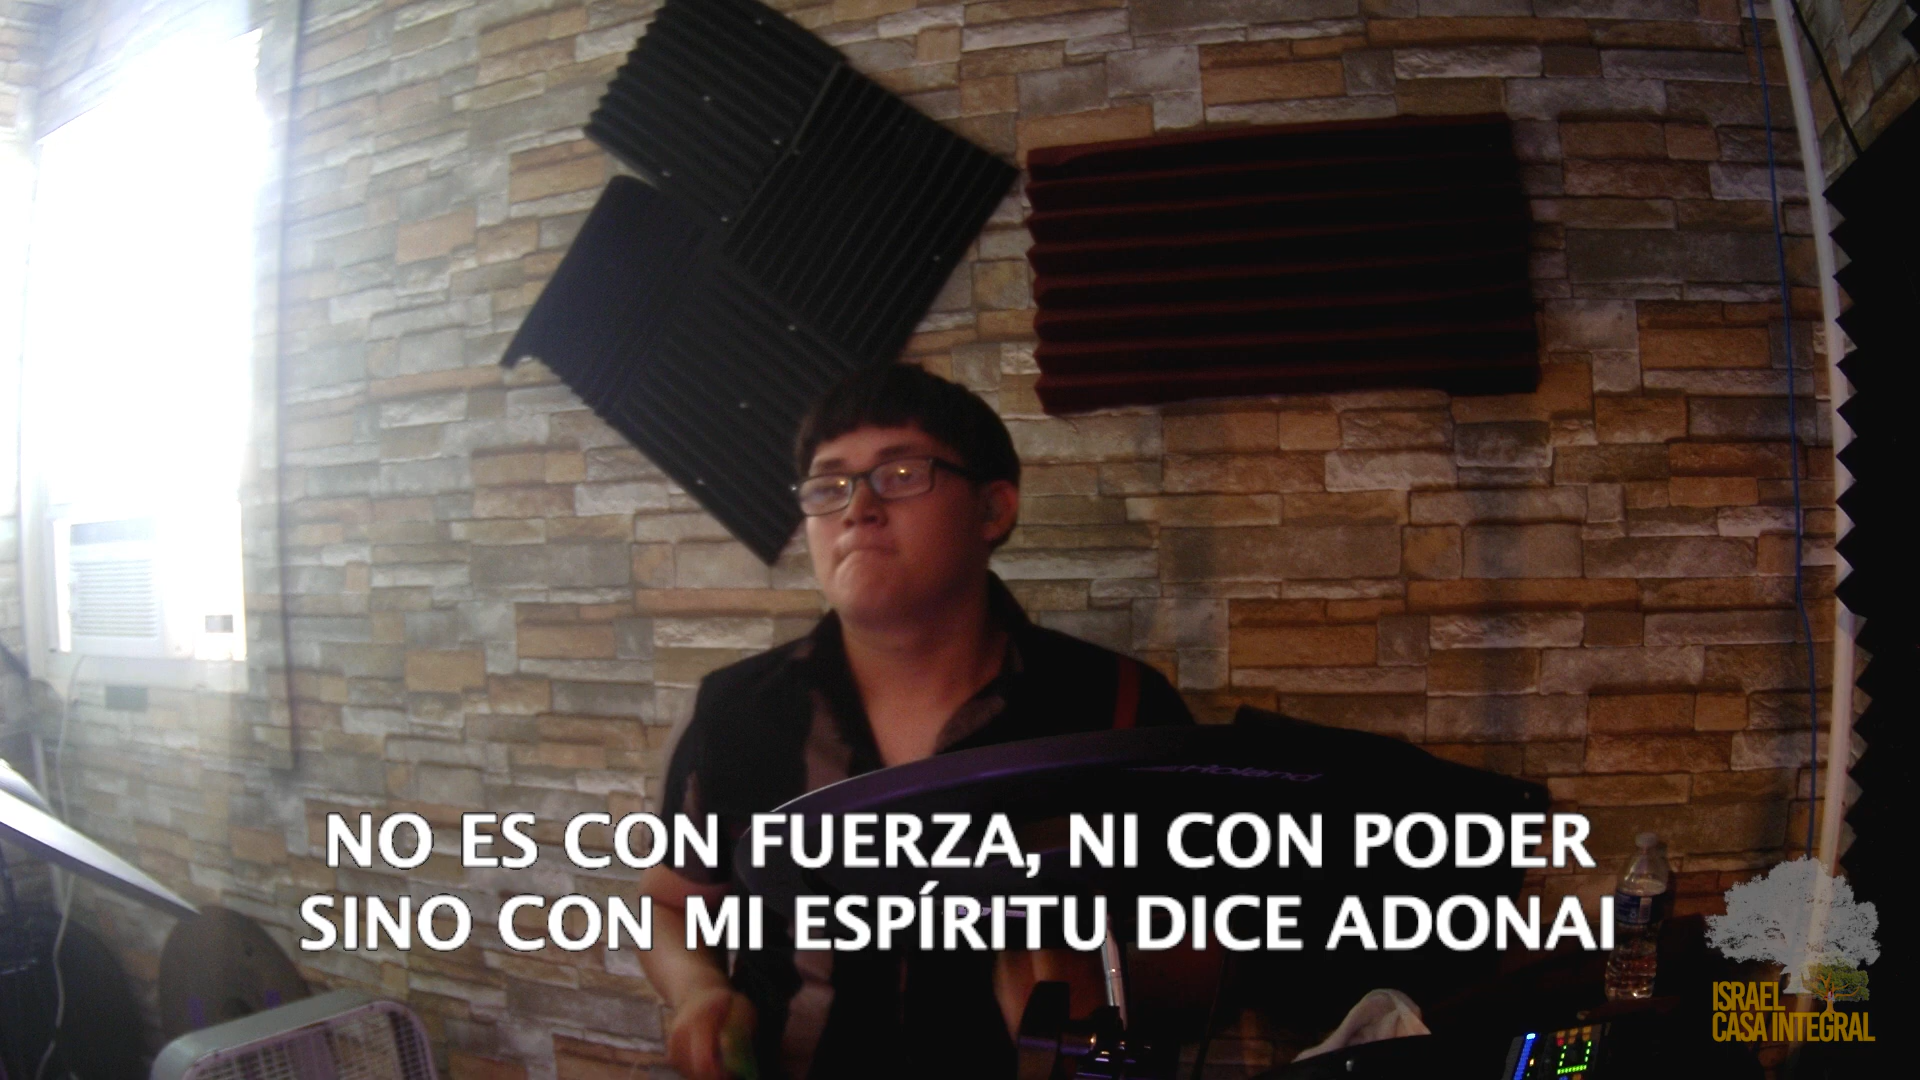 Roland
NO ES CON FUERZA, NI CON PODER
SINO CON MI ESPÍRITU DICE ADONAI
ISRAEL
CASA INTEGRAL